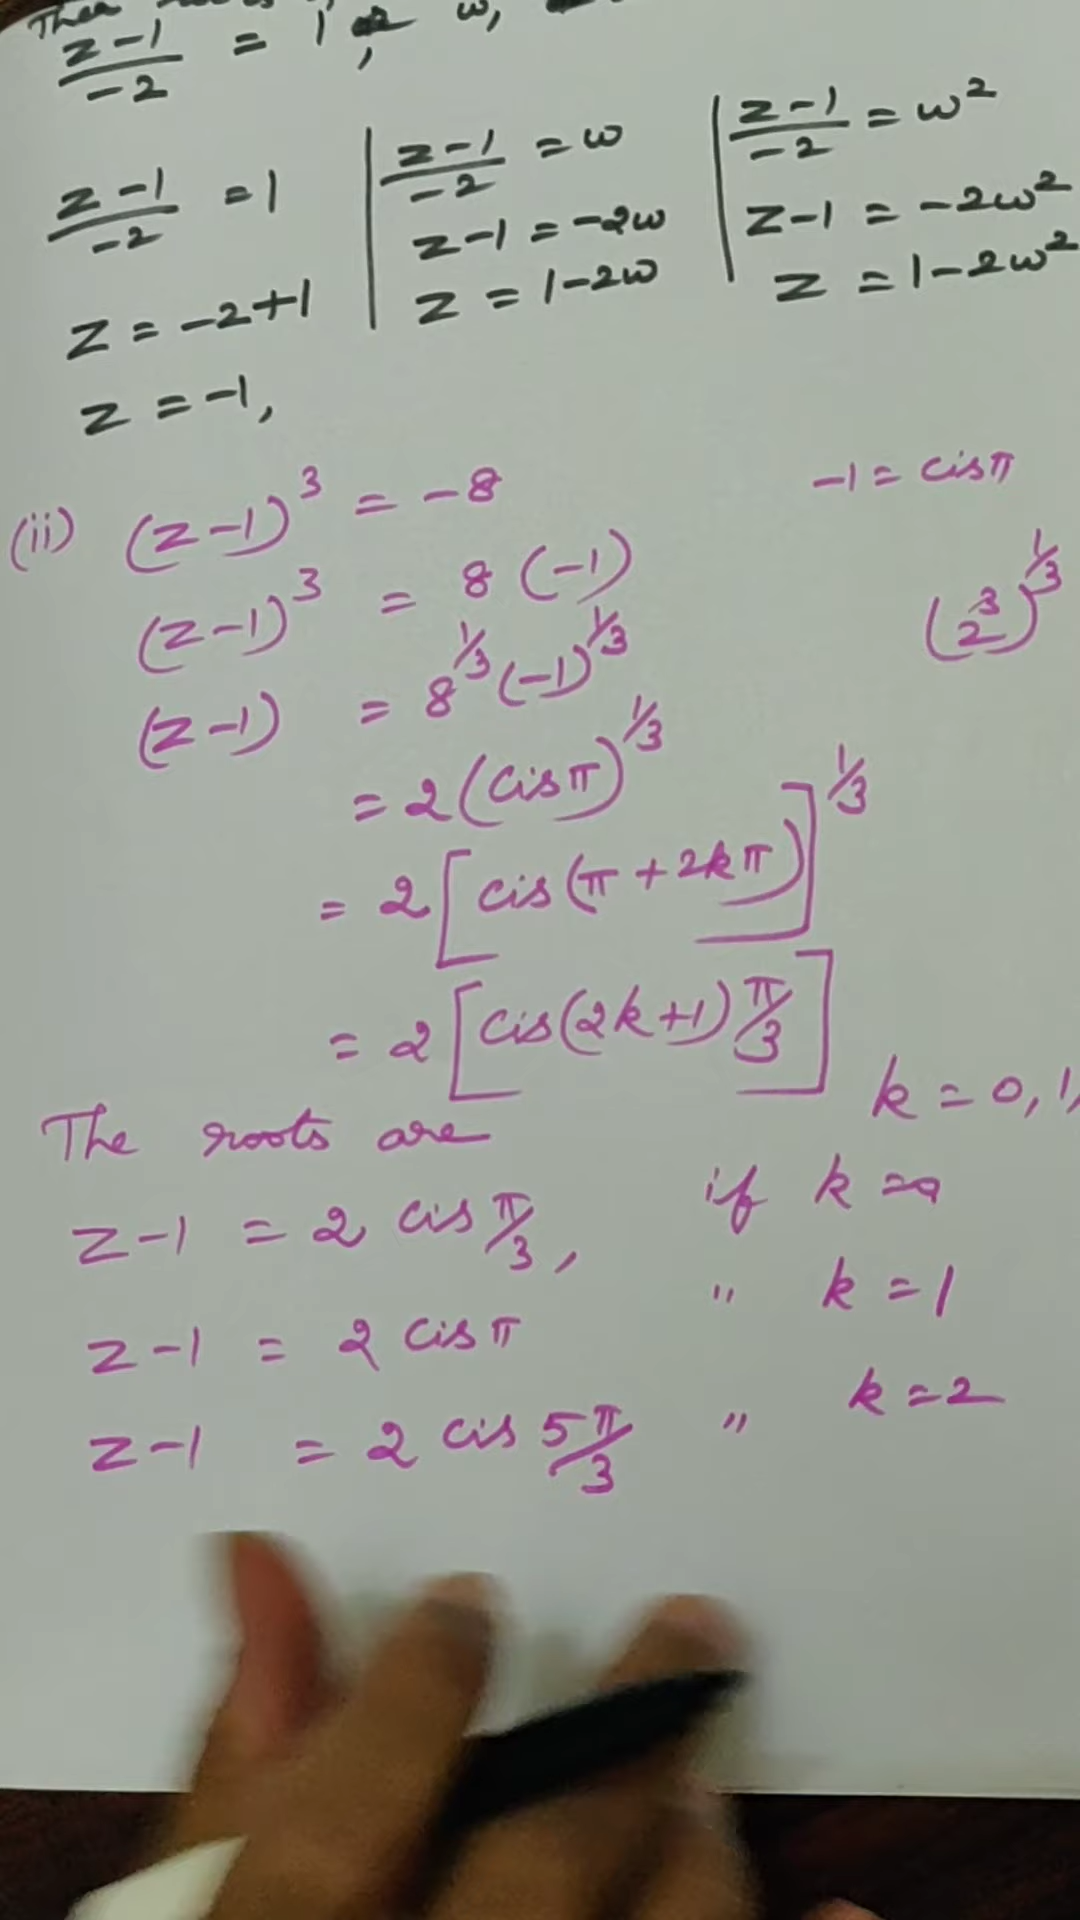 Then
z-1/-2 = 1, ω,
z-1/-2 = 1
z = -2+1
z = -1,
z-1/-2 = ω
z-1 = -2ω
z = 1-2ω
z-1/-2 = ω²
z-1 = -2ω²
z = 1-2ω²
(ii) (z-1)³ = -8
-1 = cisπ
(z-1)³ = 8 (-1)
(2³)^1/3
(z-1) = 8^1/3 (-1)^1/3
= 2 (cisπ)^1/3
= 2 [cis(π + 2kπ)]^1/3
= 2 [cis(2k+1)π/3]
k = 0, 1,
The roots are
z-1 = 2 cis π/3, if k = 0
z-1 = 2 cis π " k = 1
z-1 = 2 cis 5π/3 " k = 2